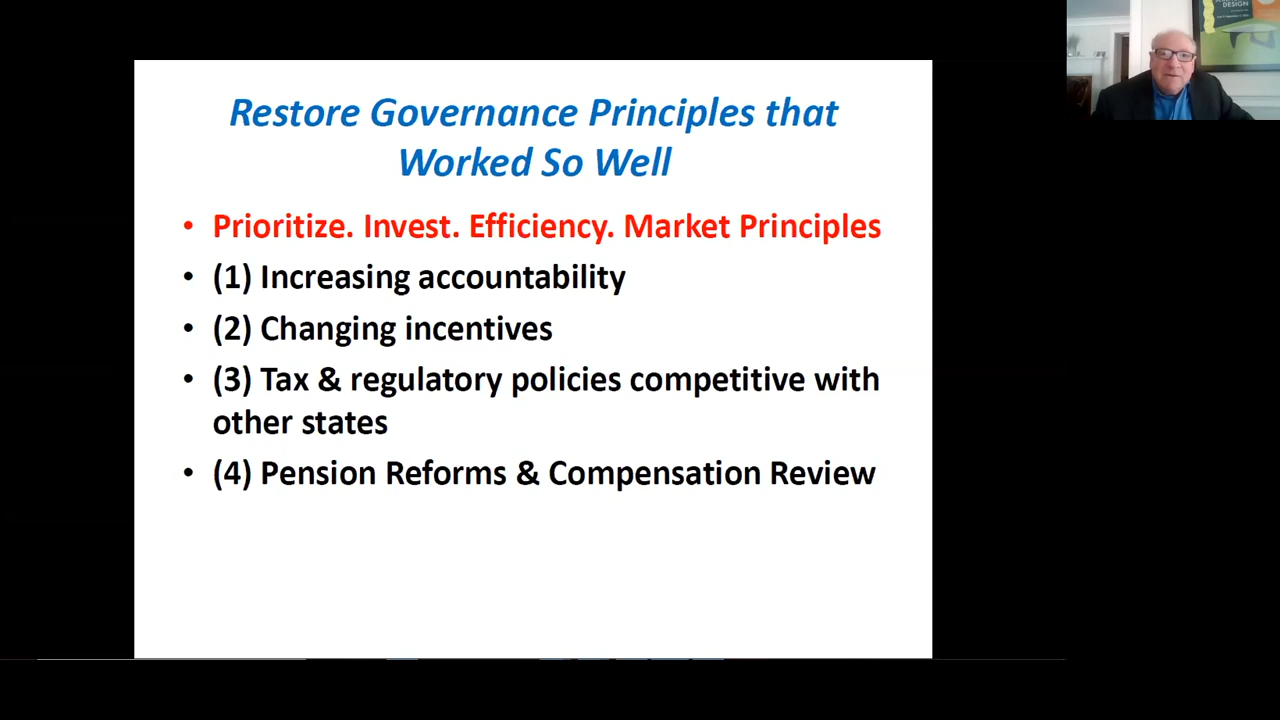 Restore Governance Principles that
Worked So Well
• Prioritize. Invest. Efficiency. Market Principles
• (1) Increasing accountability
• (2) Changing incentives
• (3) Tax & regulatory policies competitive with
other states
• (4) Pension Reforms & Compensation Review
DESIGN